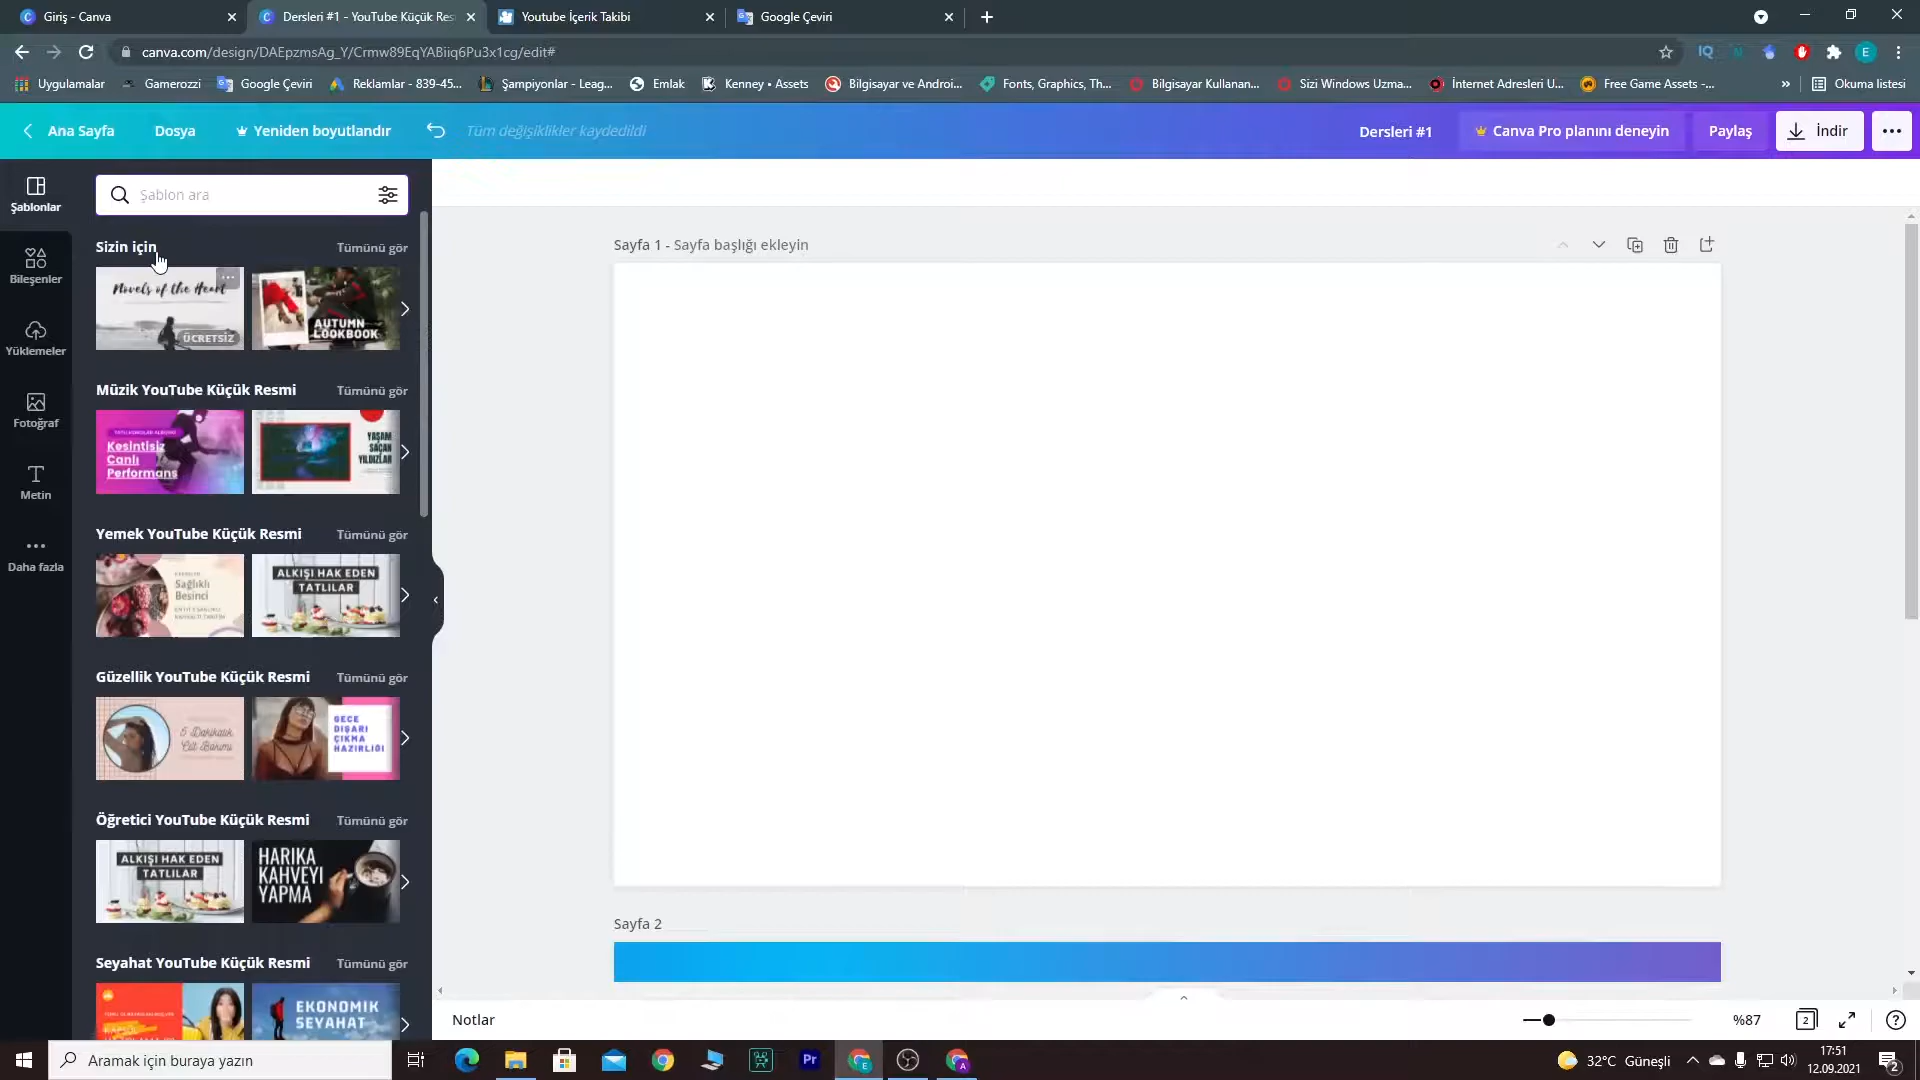 Giriş - Canva
Dersleri #1 - YouTube Küçük Res
Youtube İçerik Takibi
Google Çeviri
canva.com/design/DAEpzmsAg_Y/Crmw89EqYABiiq6Pu3x1cg/edit#
Uygulamalar
Gamerozzi
Google Çeviri
Reklamlar - 839-45...
Şampiyonlar - Leag...
Emlak
Kenney • Assets
Bilgisayar ve Androi...
Fonts, Graphics, Th...
Bilgisayar Kullanan...
Sizi Windows Uzma...
İnternet Adresleri U...
Free Game Assets -...
Okuma listesi
Ana Sayfa
Dosya
Yeniden boyutlandır
Tüm değişiklikler kaydedildi
Dersleri #1
Canva Pro planını deneyin
Paylaş
İndir
Şablonlar
Bileşenler
Yüklemeler
Fotoğraf
Metin
Daha fazla
Şablon ara
Sizin için
Tümünü gör
Novels of the Heart
ÜCRETSİZ
AUTUMN
LOOKBOOK
Müzik YouTube Küçük Resmi
Tümünü gör
Kesintisiz
Canlı
Performans
YAŞAM
SAÇAN
YILDIZLAR
Yemek YouTube Küçük Resmi
Tümünü gör
Sağlıklı
Besinci
ALKIŞI HAK EDEN
TATLILAR
Güzellik YouTube Küçük Resmi
Tümünü gör
5 Dakikalık
Cilt Bakımı
GECE
DIŞARI
ÇIKMA
HAZIRLIĞI
Öğretici YouTube Küçük Resmi
Tümünü gör
ALKIŞI HAK EDEN
TATLILAR
HARIKA
KAHVEYI
YAPMA
Seyahat YouTube Küçük Resmi
Tümünü gör
EKONOMIK
SEYAHAT
Sayfa 1 - Sayfa başlığı ekleyin
Sayfa 2
Notlar
%87
2
Aramak için buraya yazın
32°C Güneşli
17:51
12.09.2021
2